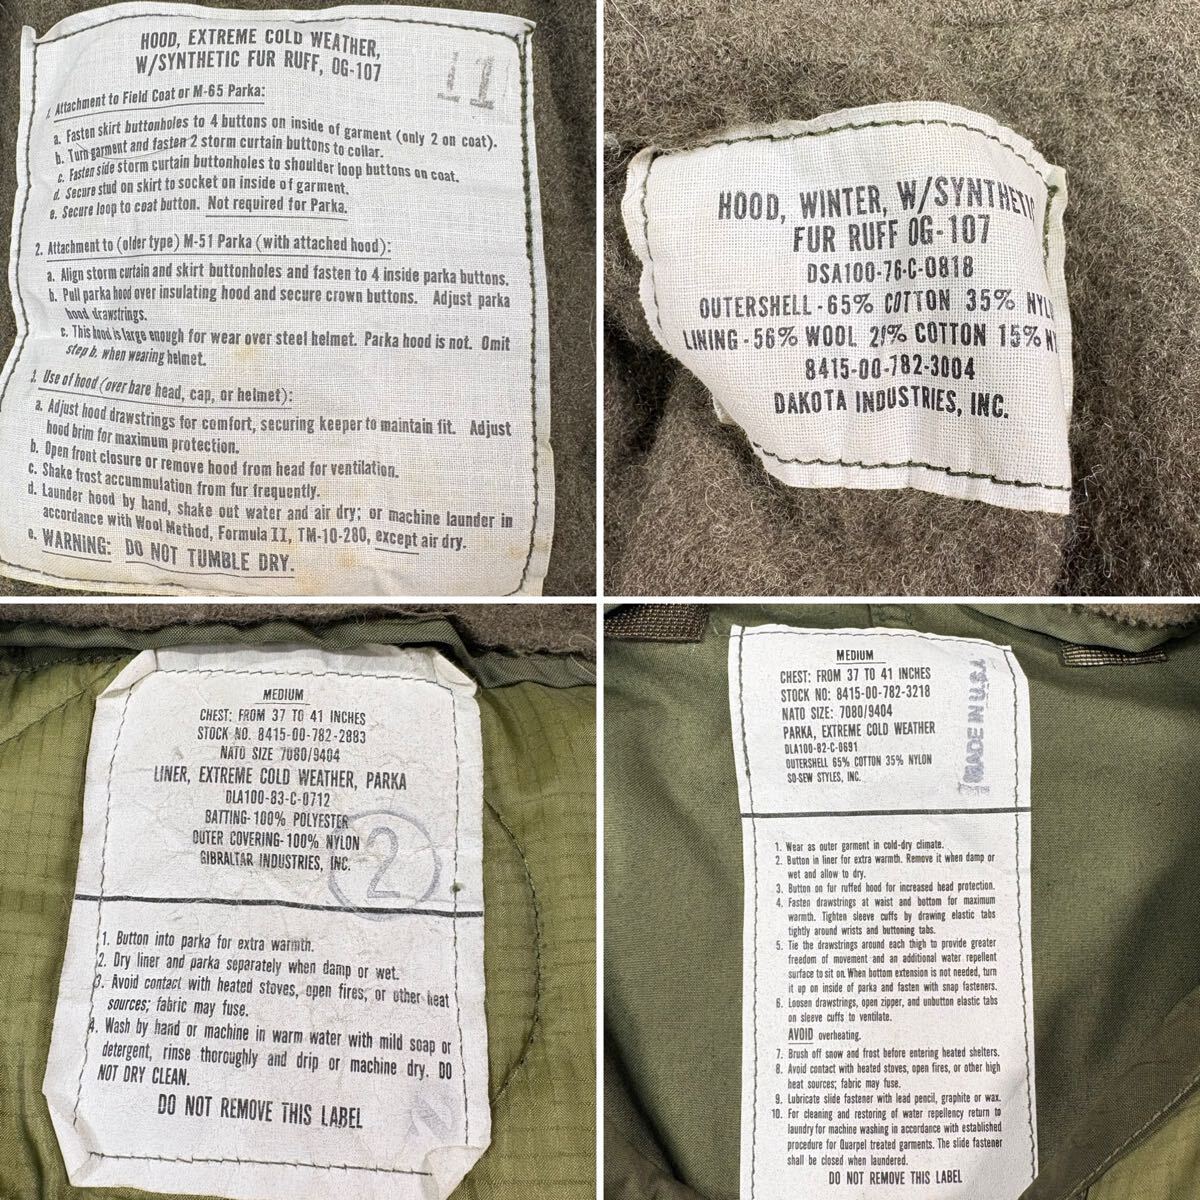 HOOD, EXTREME COLD WEATHER,
W/SYNTHETIC FUR RUFF, OG-107
11
1. Attachment to Field Coat or M-65 Parka:
a. Fasten skirt buttonholes to 4 buttons on inside of garment (only 2 on coat).
b. Turn garment and fasten 2 storm curtain buttons to collar.
c. Fasten side storm curtain buttonholes to shoulder loop buttons on coat.
d. Secure stud on skirt to socket on inside of garment.
e. Secure loop to coat button. Not required for Parka.
2. Attachment to (older type) M-51 Parka (with attached hood):
a. Align storm curtain and skirt buttonholes and fasten to 4 inside parka buttons.
b. Pull parka hood over insulating hood and secure crown buttons. Adjust parka
hood drawstrings.
c. This hood is large enough for wear over steel helmet. Parka hood is not. Omit
step b. when wearing helmet.
3. Use of hood (over bare head, cap, or helmet):
a. Adjust hood drawstrings for comfort, securing keeper to maintain fit. Adjust
hood brim for maximum protection.
b. Open front closure or remove hood from head for ventilation.
c. Shake frost accummulation from fur frequently.
d. Launder hood by hand, shake out water and air dry; or machine launder in
accordance with Wool Method, Formula II, TM-10-280, except air dry.
e. WARNING: DO NOT TUMBLE DRY.
HOOD, WINTER, W/SYNTHETIC
FUR RUFF OG-107
DSA100-76-C-0818
OUTERSHELL-65% COTTON 35% NYL
LINING-56% WOOL 29% COTTON 15% NY
8415-00-782-3004
DAKOTA INDUSTRIES, INC.
MEDIUM
CHEST: FROM 37 TO 41 INCHES
STOCK NO. 8415-00-782-2883
NATO SIZE 7080/9404
LINER, EXTREME COLD WEATHER, PARKA
DLA100-83-C-0712
BATTING-100% POLYESTER
OUTER COVERING-100% NYLON
GIBRALTAR INDUSTRIES, INC.
2
1. Button into parka for extra warmth.
2. Dry liner and parka separately when damp or wet.
3. Avoid contact with heated stoves, open fires, or other heat
sources; fabric may fuse.
4. Wash by hand or machine in warm water with mild soap or
detergent, rinse thoroughly and drip or machine dry. DO
NOT DRY CLEAN.
DO NOT REMOVE THIS LABEL
MEDIUM
CHEST: FROM 37 TO 41 INCHES
STOCK NO: 8415-00-782-3218
NATO SIZE: 7080/9404
PARKA, EXTREME COLD WEATHER
DLA100-82-C-0691
OUTERSHELL 65% COTTON 35% NYLON
SO-SEW STYLES, INC.
MADE IN U.S.A.
1. Wear as outer garment in cold-dry climate.
2. Button in liner for extra warmth. Remove it when damp or
wet and allow to dry.
3. Button on fur ruffed hood for increased head protection.
4. Fasten drawstrings at waist and bottom for maximum
warmth. Tighten sleeve cuffs by drawing elastic tabs
tightly around wrists and buttoning tabs.
5. Tie the drawstrings around each thigh to provide greater
freedom of movement and an additional water repellent
surface to sit on. When bottom extension is not needed, turn
it up on inside of parka and fasten with snap fasteners.
6. Loosen drawstrings, open zipper, and unbutton elastic tabs
on sleeve cuffs to ventilate.
AVOID overheating.
7. Brush off snow and frost before entering heated shelters.
8. Avoid contact with heated stoves, open fires, or other high
heat sources; fabric may fuse.
9. Lubricate slide fastener with lead pencil, graphite or wax.
10. For cleaning and restoring of water repellency return to
laundry for machine washing in accordance with established
procedure for Quarpel treated garments. The slide fastener
shall be closed when laundered.
DO NOT REMOVE THIS LABEL